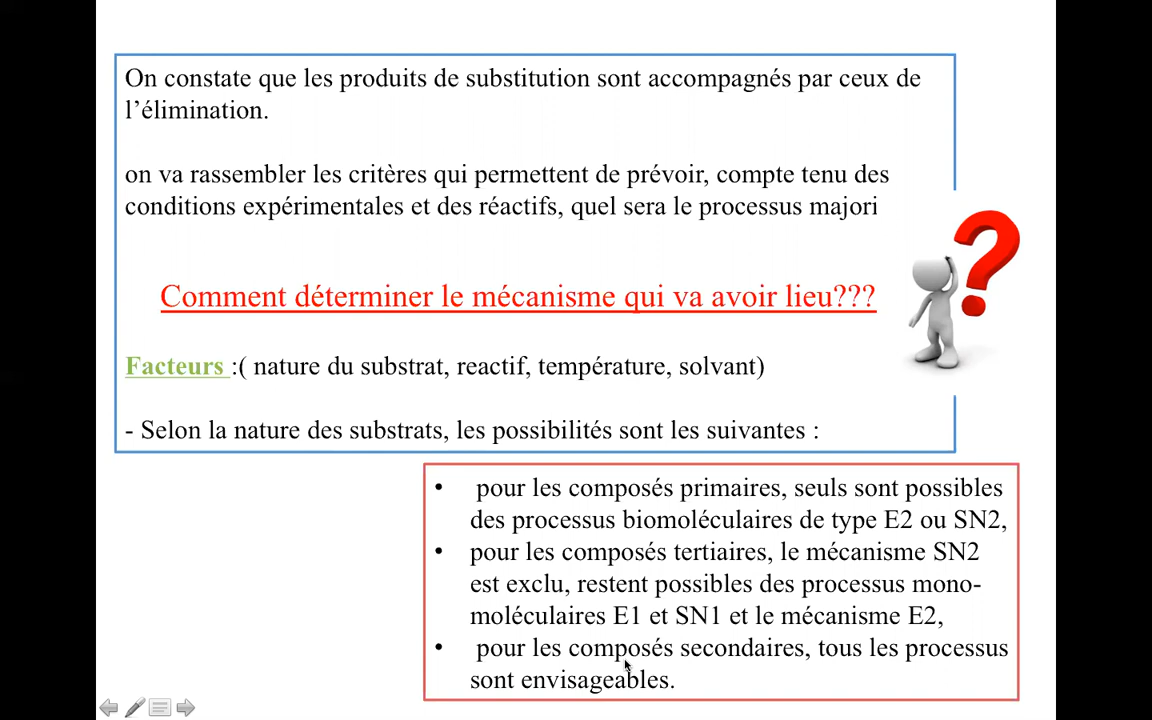 On constate que les produits de substitution sont accompagnés par ceux de
l’élimination.
on va rassembler les critères qui permettent de prévoir, compte tenu des
conditions expérimentales et des réactifs, quel sera le processus majori
Comment déterminer le mécanisme qui va avoir lieu???
Facteurs :( nature du substrat, reactif, température, solvant)
- Selon la nature des substrats, les possibilités sont les suivantes :
• pour les composés primaires, seuls sont possibles
des processus biomoléculaires de type E2 ou SN2,
• pour les composés tertiaires, le mécanisme SN2
est exclu, restent possibles des processus mono-
moléculaires E1 et SN1 et le mécanisme E2,
• pour les composés secondaires, tous les processus
sont envisageables.